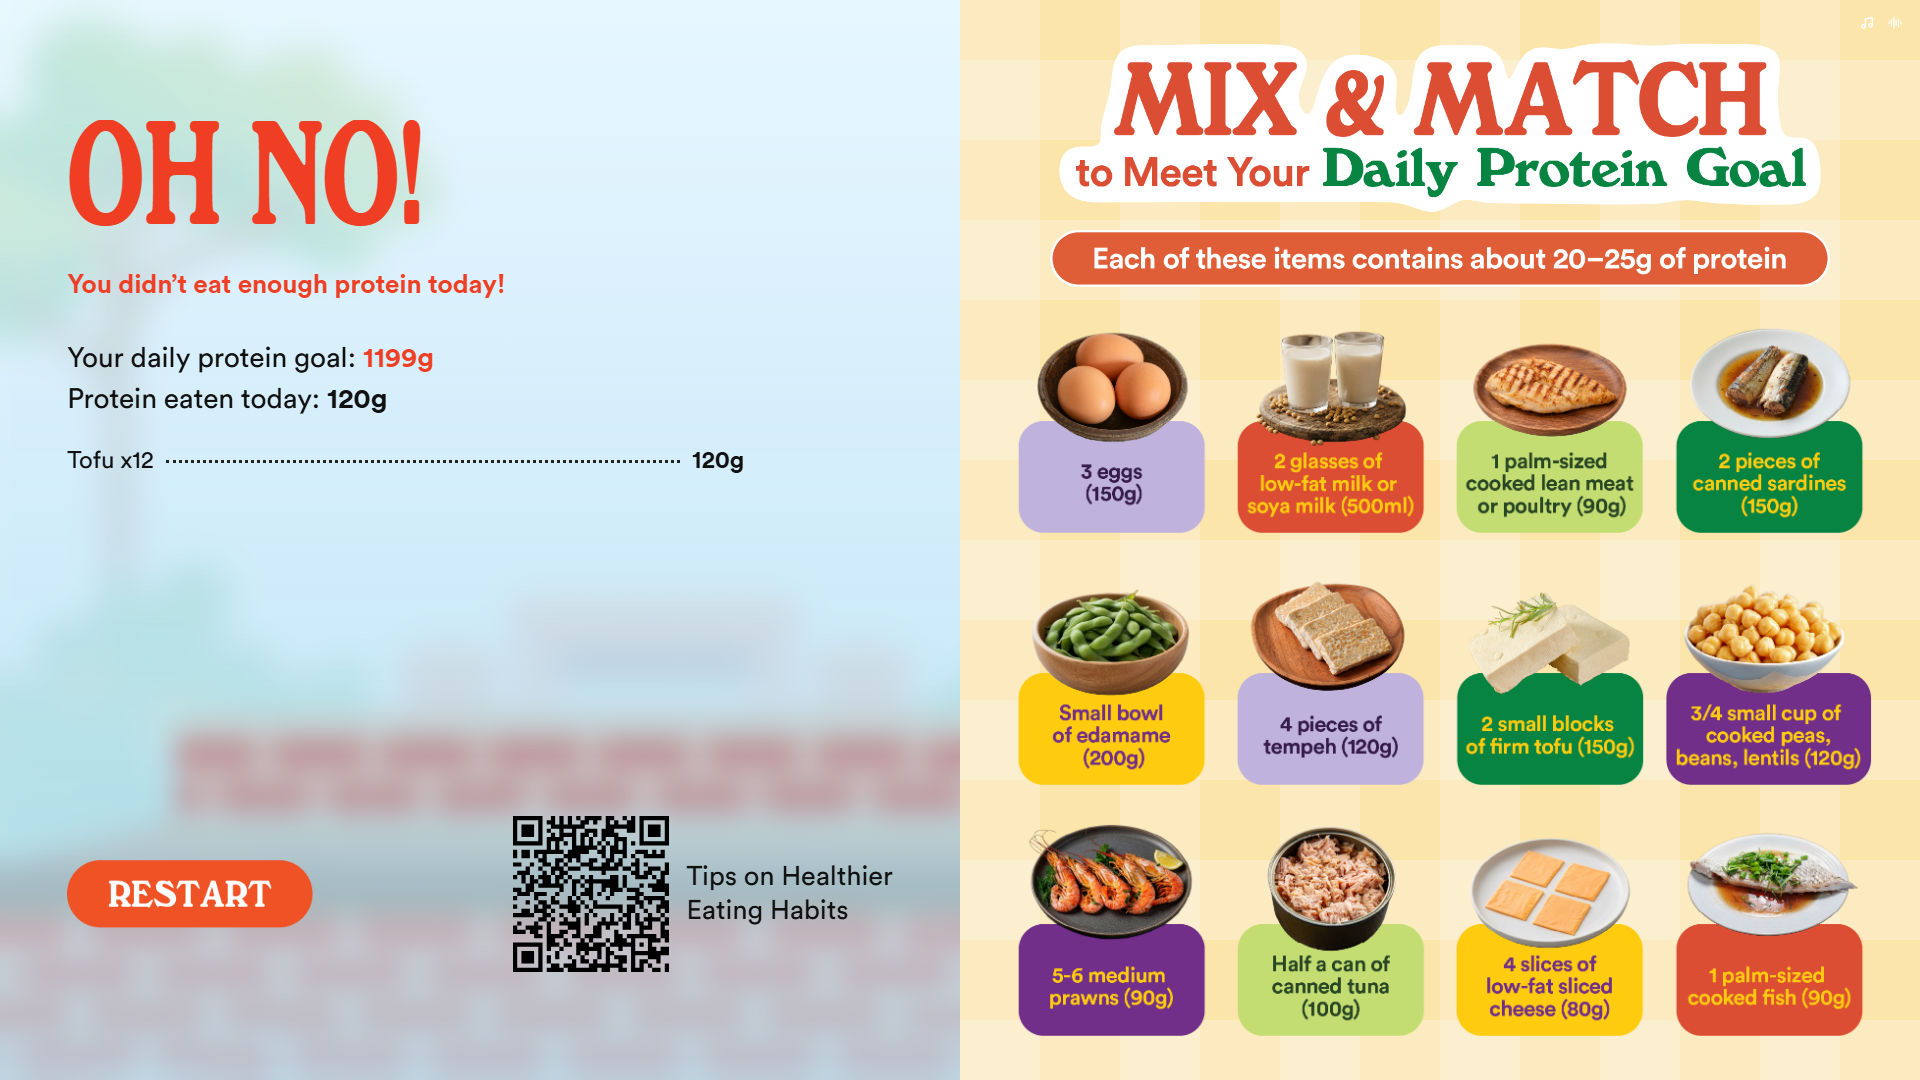 OH NO!
You didn't eat enough protein today!
Your daily protein goal: 1199g
Protein eaten today: 120g
Tofu x12 120g
RESTART
Tips on Healthier
Eating Habits
MIX & MATCH
to Meet Your Daily Protein Goal
Each of these items contains about 20–25g of protein
3 eggs
(150g)
2 glasses of
low-fat milk or
soya milk (500ml)
1 palm-sized
cooked lean meat
or poultry (90g)
2 pieces of
canned sardines
(150g)
Small bowl
of edamame
(200g)
4 pieces of
tempeh (120g)
2 small blocks
of firm tofu (150g)
3/4 small cup of
cooked peas,
beans, lentils (120g)
5-6 medium
prawns (90g)
Half a can of
canned tuna
(100g)
4 slices of
low-fat sliced
cheese (80g)
1 palm-sized
cooked fish (90g)